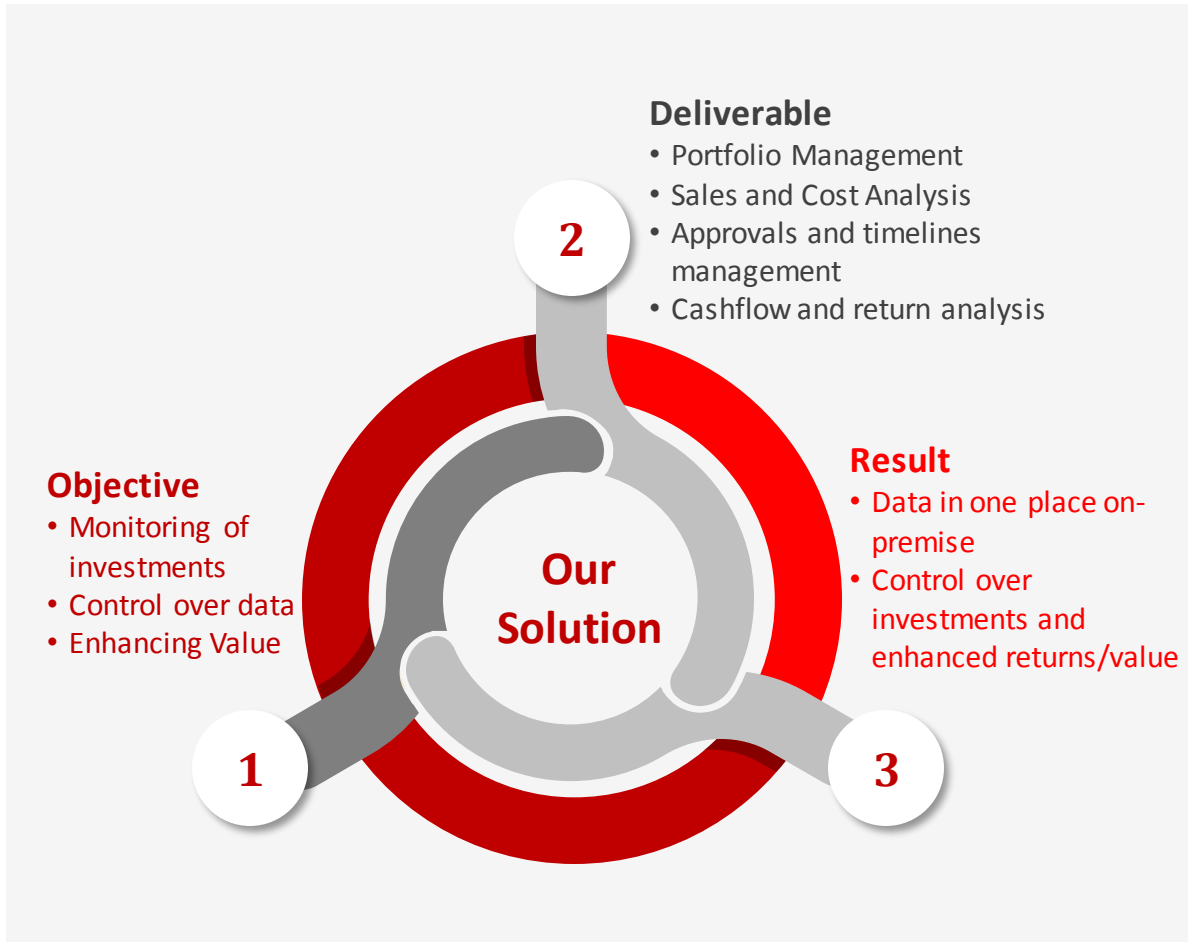 Deliverable
• Portfolio Management
• Sales and Cost Analysis
• Approvals and timelines
management
• Cashflow and return analysis
2
Objective
• Monitoring of
investments
• Control over data
• Enhancing Value
Our
Solution
Result
• Data in one place on-
premise
• Control over
investments and
enhanced returns/value
1
3